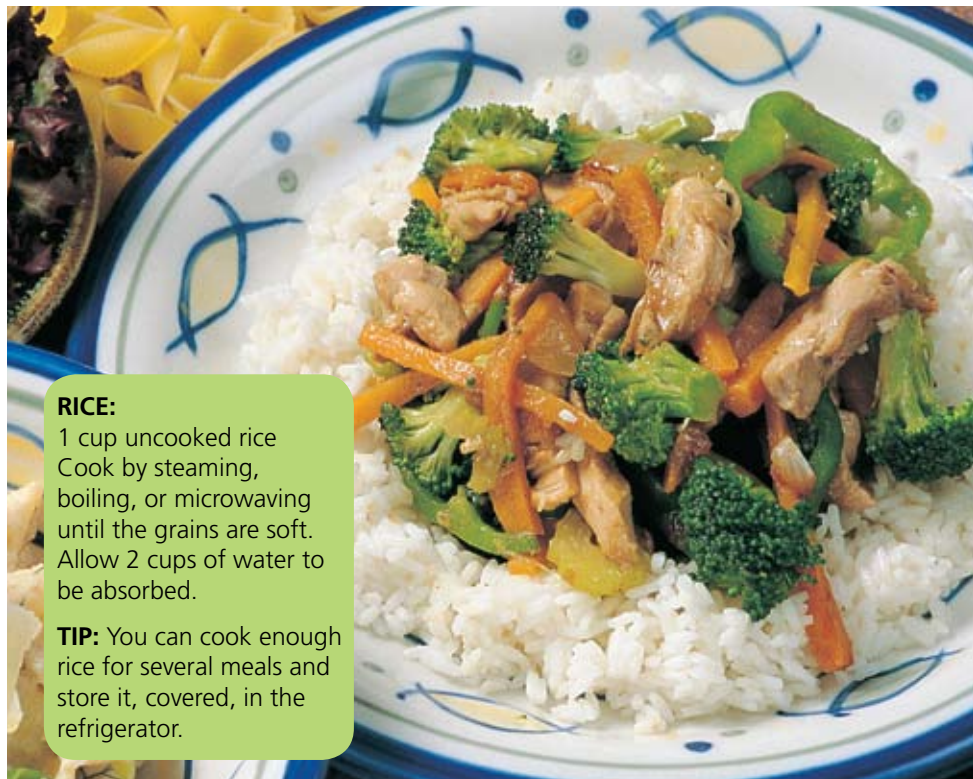 RICE:
1 cup uncooked rice
Cook by steaming,
boiling, or microwaving
until the grains are soft.
Allow 2 cups of water to
be absorbed.
TIP: You can cook enough
rice for several meals and
store it, covered, in the
refrigerator.